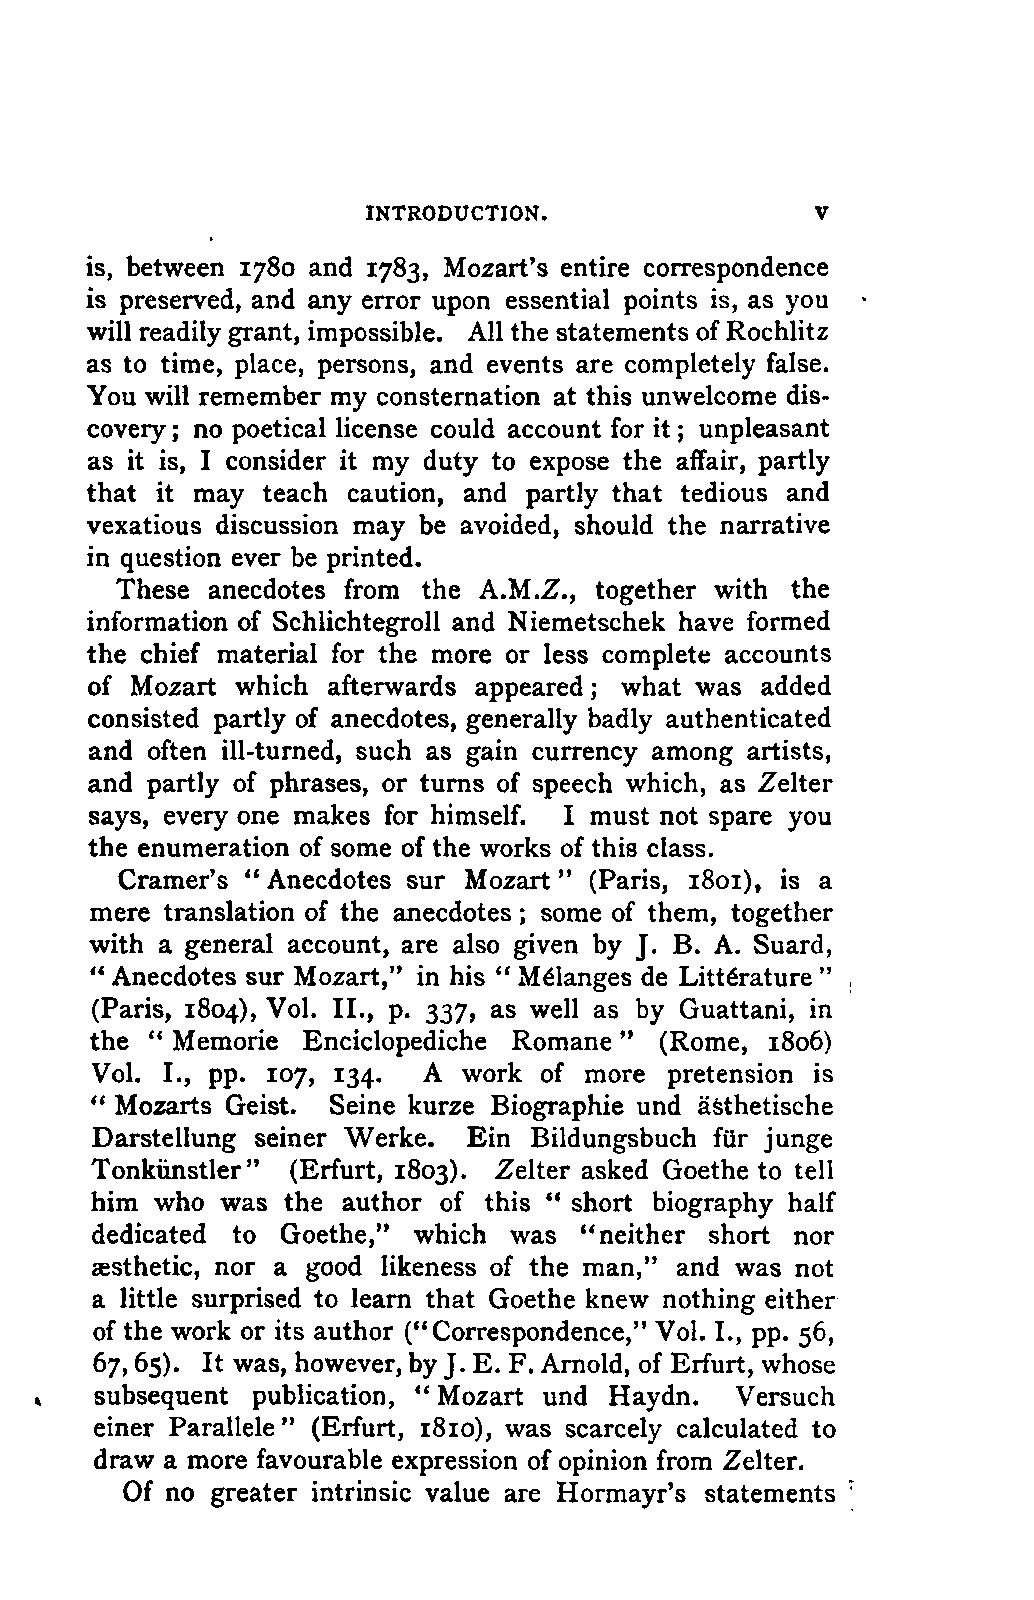 INTRODUCTION. v
is, between 1780 and 1783, Mozart's entire correspondence
is preserved, and any error upon essential points is, as you
will readily grant, impossible. All the statements of Rochlitz
as to time, place, persons, and events are completely false.
You will remember my consternation at this unwelcome dis-
covery; no poetical license could account for it; unpleasant
as it is, I consider it my duty to expose the affair, partly
that it may teach caution, and partly that tedious and
vexatious discussion may be avoided, should the narrative
in question ever be printed.
These anecdotes from the A.M.Z., together with the
information of Schlichtegroll and Niemetschek have formed
the chief material for the more or less complete accounts
of Mozart which afterwards appeared; what was added
consisted partly of anecdotes, generally badly authenticated
and often ill-turned, such as gain currency among artists,
and partly of phrases, or turns of speech which, as Zelter
says, every one makes for himself. I must not spare you
the enumeration of some of the works of this class.
Cramer's "Anecdotes sur Mozart" (Paris, 1801), is a
mere translation of the anecdotes; some of them, together
with a general account, are also given by J. B. A. Suard,
"Anecdotes sur Mozart," in his "Mélanges de Littérature"
(Paris, 1804), Vol. II., p. 337, as well as by Guattani, in
the "Memorie Enciclopediche Romane" (Rome, 1806)
Vol. I., pp. 107, 134. A work of more pretension is
"Mozarts Geist. Seine kurze Biographie und ästhetische
Darstellung seiner Werke. Ein Bildungsbuch für junge
Tonkünstler" (Erfurt, 1803). Zelter asked Goethe to tell
him who was the author of this "short biography half
dedicated to Goethe," which was "neither short nor
æsthetic, nor a good likeness of the man," and was not
a little surprised to learn that Goethe knew nothing either
of the work or its author ("Correspondence," Vol. I., pp. 56,
67, 65). It was, however, by J. E. F. Arnold, of Erfurt, whose
subsequent publication, "Mozart und Haydn. Versuch
einer Parallele" (Erfurt, 1810), was scarcely calculated to
draw a more favourable expression of opinion from Zelter.
Of no greater intrinsic value are Hormayr's statements